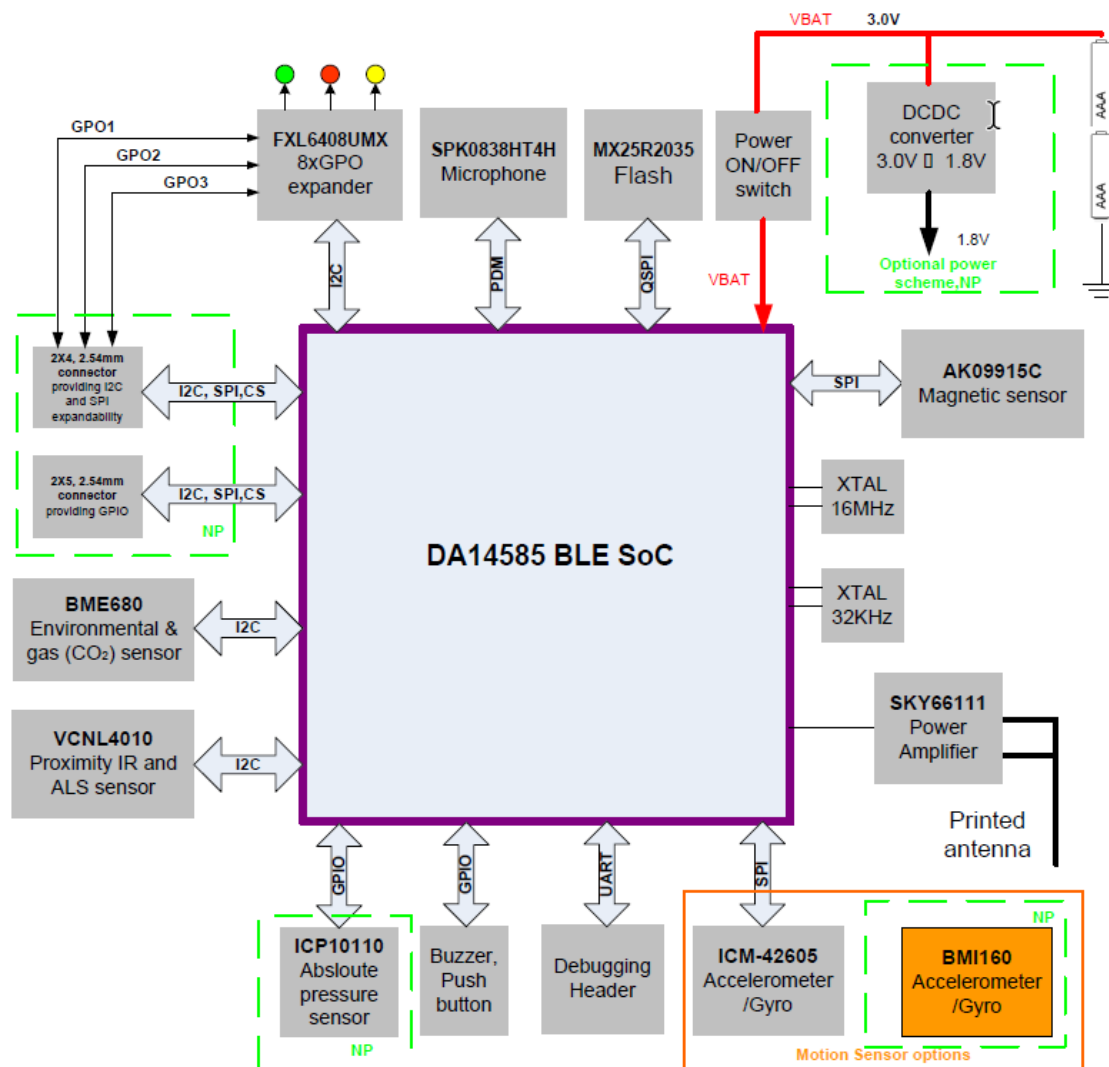 VBAT 3.0V
GPO1
GPO2
GPO3
FXL6408UMX
8xGPO
expander
SPK0838HT4H
Microphone
MX25R2035
Flash
Power
ON/OFF
switch
DCDC
converter
3.0V ▯ 1.8V
AAA
AAA
1.8V
Optional power
scheme,NP
I2C
PDM
QSPI
VBAT
2X4, 2.54mm
connector
providing I2C
and SPI
expandability
I2C, SPI,CS
SPI
AK09915C
Magnetic sensor
2X5, 2.54mm
connector
providing GPIO
I2C, SPI,CS
NP
XTAL
16MHz
DA14585 BLE SoC
BME680
Environmental &
gas (CO₂) sensor
I2C
XTAL
32KHz
VCNL4010
Proximity IR and
ALS sensor
I2C
SKY66111
Power
Amplifier
Printed
antenna
GPIO
GPIO
UART
SPI
ICP10110
Absloute
pressure
sensor
NP
Buzzer,
Push
button
Debugging
Header
ICM-42605
Accelerometer
/Gyro
NP
BMI160
Accelerometer
/Gyro
Motion Sensor options